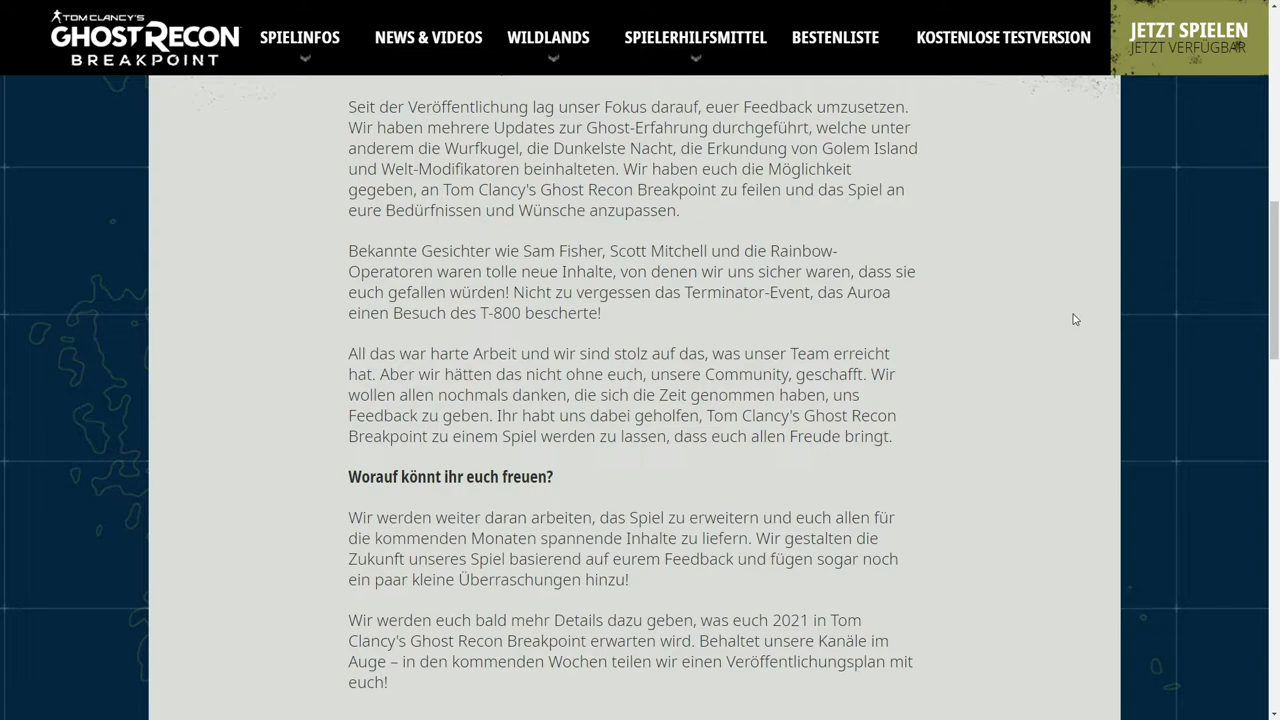 TOM CLANCY'S
GHOST RECON
BREAKPOINT
SPIELINFOS
NEWS & VIDEOS
WILDLANDS
SPIELERHILFSMITTEL
BESTENLISTE
KOSTENLOSE TESTVERSION
JETZT SPIELEN
JETZT VERFÜGBAR
Seit der Veröffentlichung lag unser Fokus darauf, euer Feedback umzusetzen.
Wir haben mehrere Updates zur Ghost-Erfahrung durchgeführt, welche unter
anderem die Wurfkugel, die Dunkelste Nacht, die Erkundung von Golem Island
und Welt-Modifikatoren beinhalteten. Wir haben euch die Möglichkeit
gegeben, an Tom Clancy's Ghost Recon Breakpoint zu feilen und das Spiel an
eure Bedürfnissen und Wünsche anzupassen.
Bekannte Gesichter wie Sam Fisher, Scott Mitchell und die Rainbow-
Operatoren waren tolle neue Inhalte, von denen wir uns sicher waren, dass sie
euch gefallen würden! Nicht zu vergessen das Terminator-Event, das Auroa
einen Besuch des T-800 bescherte!
All das war harte Arbeit und wir sind stolz auf das, was unser Team erreicht
hat. Aber wir hätten das nicht ohne euch, unsere Community, geschafft. Wir
wollen allen nochmals danken, die sich die Zeit genommen haben, uns
Feedback zu geben. Ihr habt uns dabei geholfen, Tom Clancy's Ghost Recon
Breakpoint zu einem Spiel werden zu lassen, dass euch allen Freude bringt.
Worauf könnt ihr euch freuen?
Wir werden weiter daran arbeiten, das Spiel zu erweitern und euch allen für
die kommenden Monaten spannende Inhalte zu liefern. Wir gestalten die
Zukunft unseres Spiel basierend auf eurem Feedback und fügen sogar noch
ein paar kleine Überraschungen hinzu!
Wir werden euch bald mehr Details dazu geben, was euch 2021 in Tom
Clancy's Ghost Recon Breakpoint erwarten wird. Behaltet unsere Kanäle im
Auge – in den kommenden Wochen teilen wir einen Veröffentlichungsplan mit
euch!